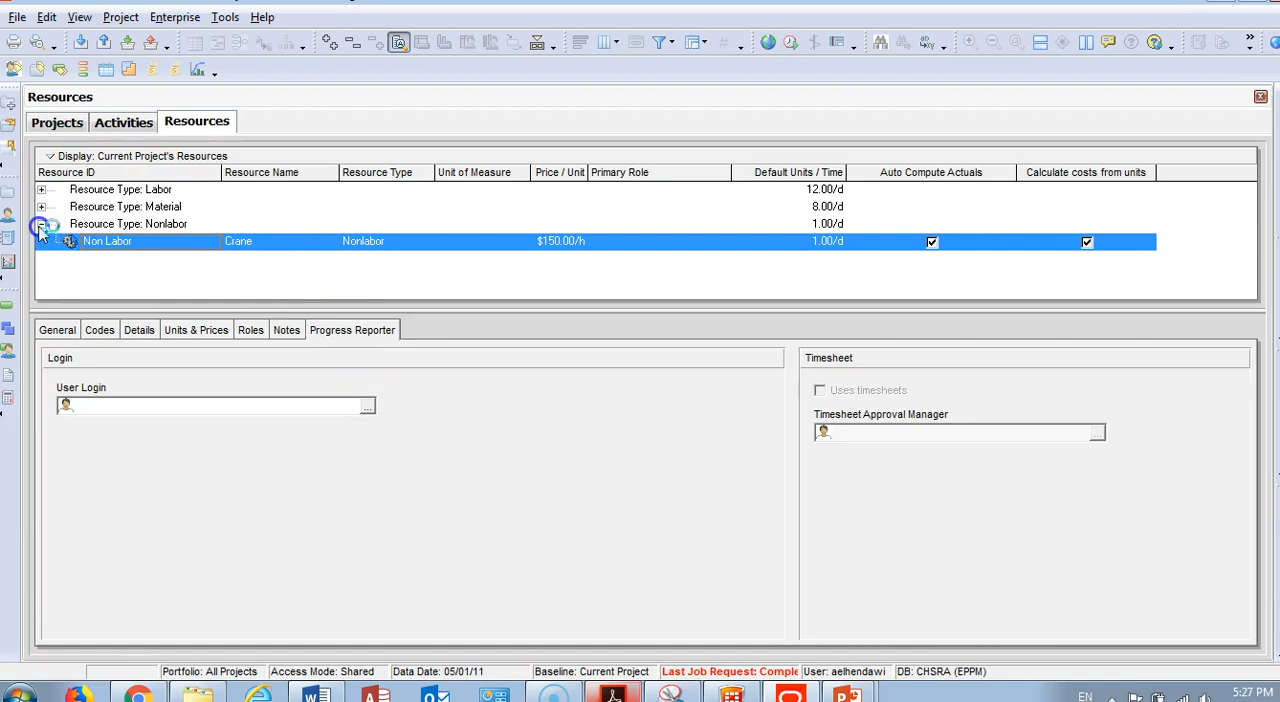 File Edit View Project Enterprise Tools Help
Resources
Projects Activities Resources
Display: Current Project's Resources
Resource ID Resource Name Resource Type Unit of Measure Price / Unit Primary Role Default Units / Time Auto Compute Actuals Calculate costs from units
Resource Type: Labor 12.00/d
Resource Type: Material 8.00/d
Resource Type: Nonlabor 1.00/d
Non Labor Crane Nonlabor $150.00/h 1.00/d
General Codes Details Units & Prices Roles Notes Progress Reporter
Login Timesheet
User Login Uses timesheets
...
Timesheet Approval Manager
...
Portfolio: All Projects Access Mode: Shared Data Date: 05/01/11 Baseline: Current Project Last Job Request: Comple User: aelhendawi DB: CHSRA (EPPM)
EN 5:27 PM